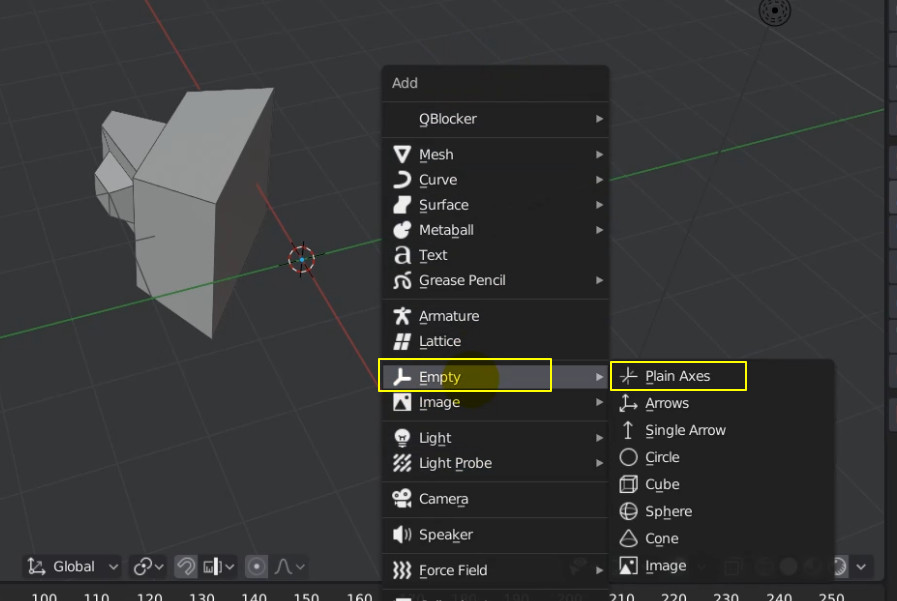 Add
QBlocker
Mesh
Curve
Surface
Metaball
Text
Grease Pencil
Armature
Lattice
Empty
Image
Light
Light Probe
Camera
Speaker
Force Field
Plain Axes
Arrows
Single Arrow
Circle
Cube
Sphere
Cone
Image
Global
100 110 120 130 140 150 160 210 220 230 240 250